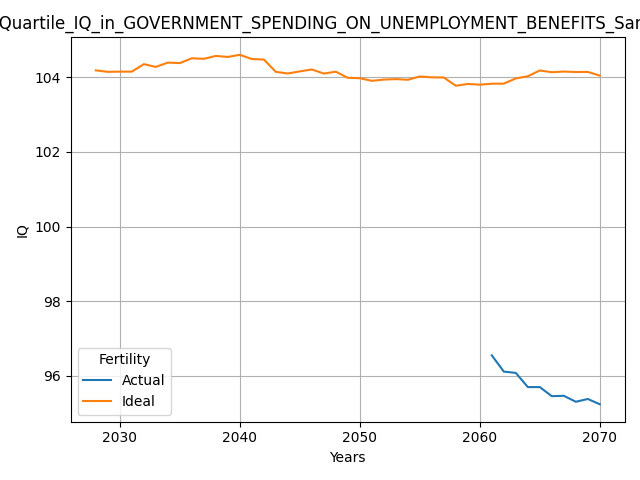 Quartile_IQ_in_GOVERNMENT_SPENDING_ON_UNEMPLOYMENT_BENEFITS_Sar
104
102
100
98
96
IQ
Fertility
Actual
Ideal
2030
2040
2050
2060
2070
Years